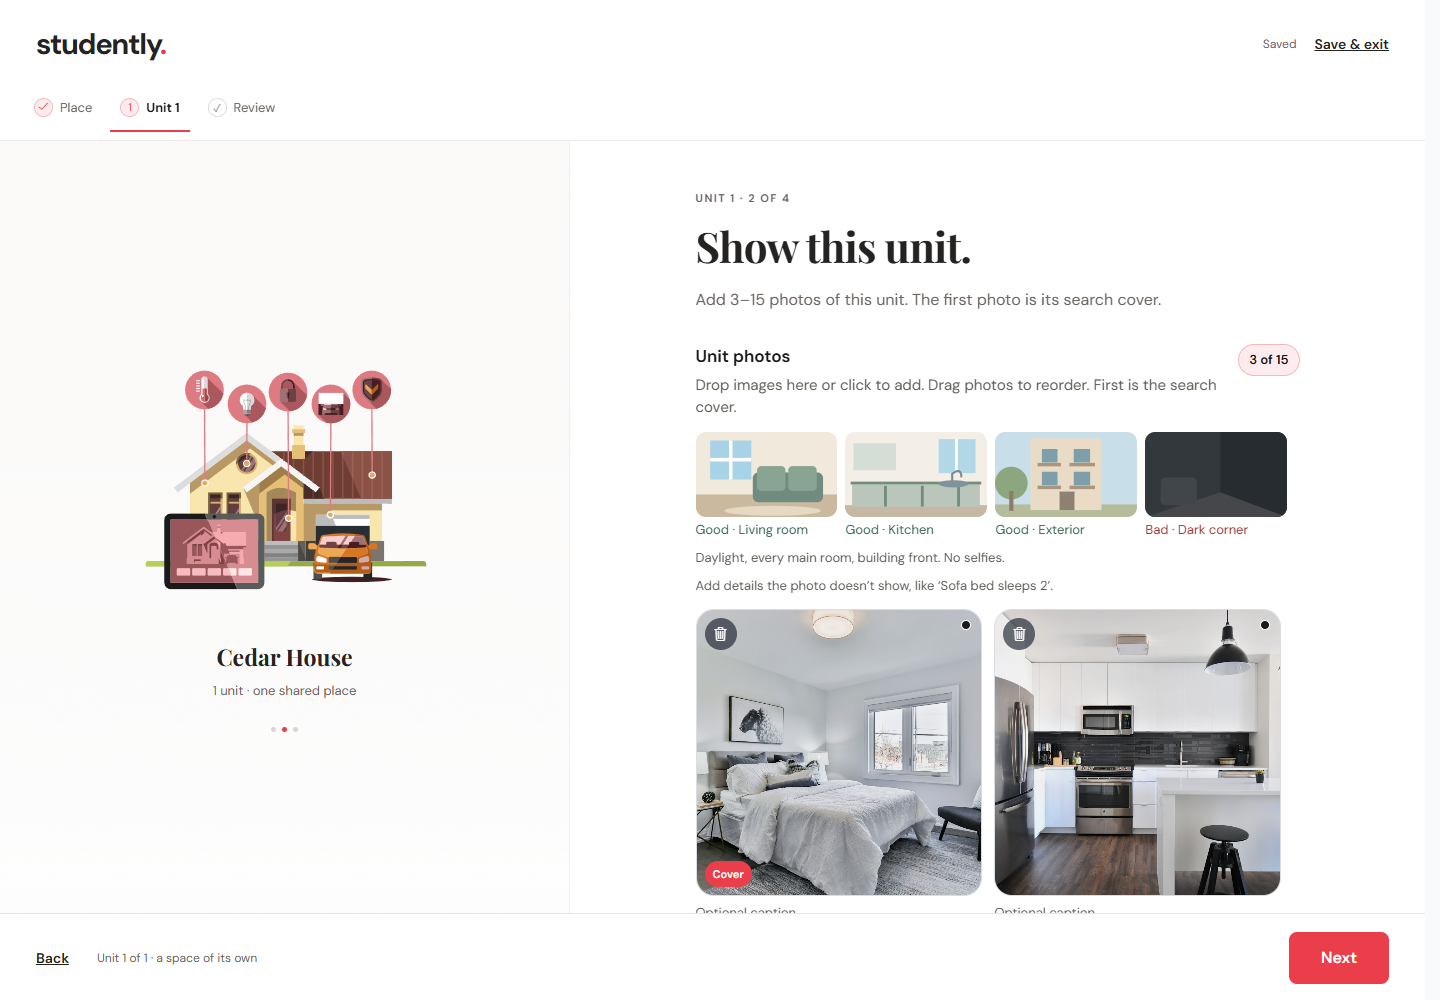 studently.
Saved
Save & exit
Place
1
Unit 1
Review
UNIT 1 · 2 OF 4
Show this unit.
Add 3–15 photos of this unit. The first photo is its search cover.
Unit photos
3 of 15
Drop images here or click to add. Drag photos to reorder. First is the search
cover.
Good · Living room
Good · Kitchen
Good · Exterior
Bad · Dark corner
Daylight, every main room, building front. No selfies.
Add details the photo doesn’t show, like ‘Sofa bed sleeps 2’.
Cover
Optional caption
Optional caption
Cedar House
1 unit · one shared place
Back
Unit 1 of 1 · a space of its own
Next